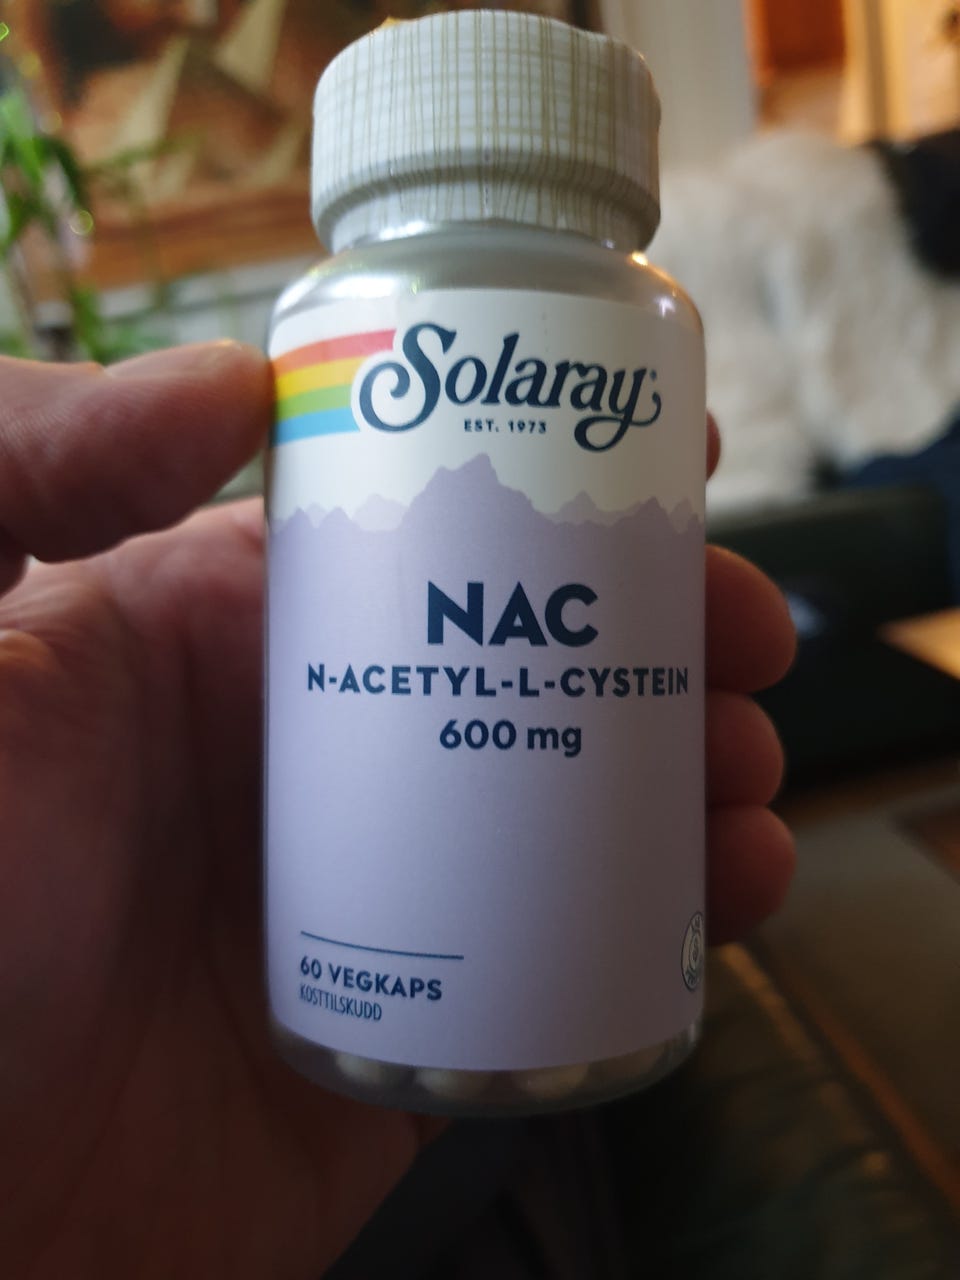 Solaray
EST. 1973
NAC
N-ACETYL-L-CYSTEIN
600 mg
60 VEGKAPS
KOSTTILSKUDD